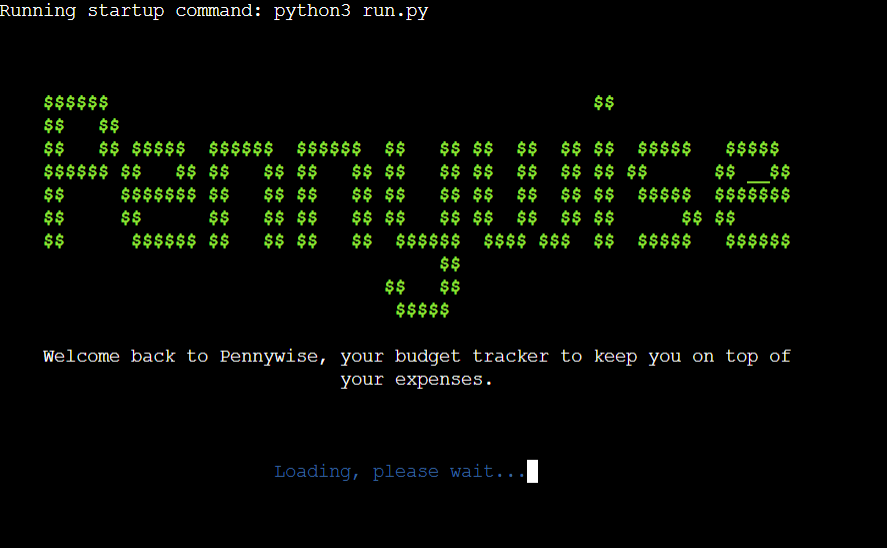 Running startup command: python3 run.py
Pennywise
Welcome back to Pennywise, your budget tracker to keep you on top of
your expenses.
Loading, please wait...